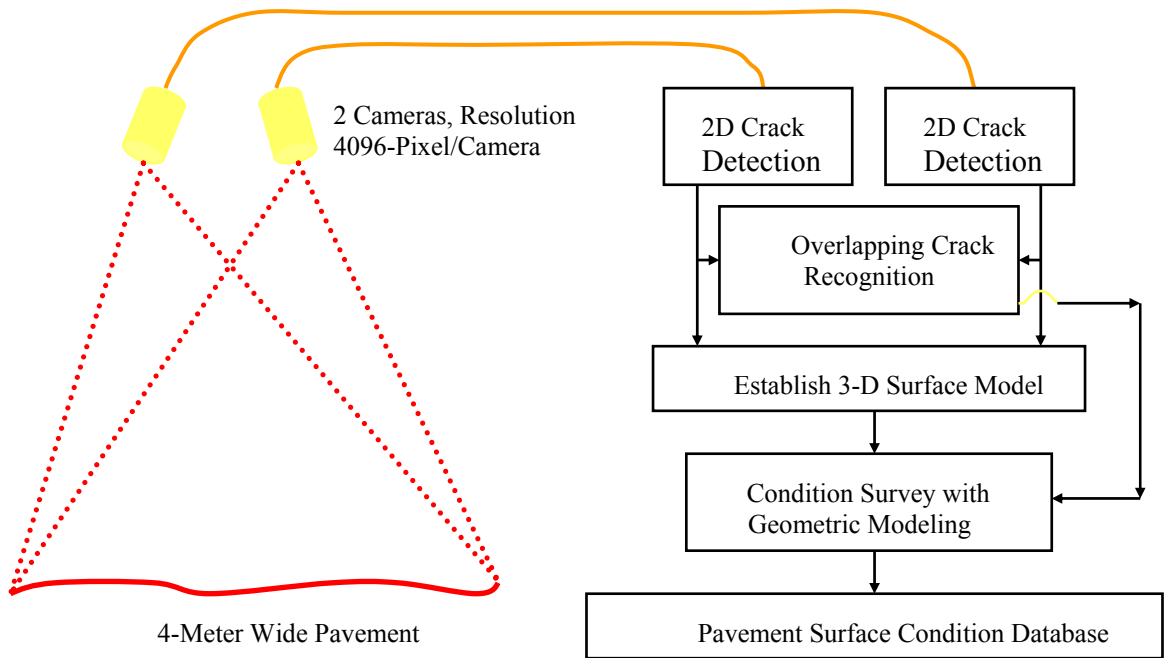 2 Cameras, Resolution
4096-Pixel/Camera
2D Crack
Detection
2D Crack
Detection
Overlapping Crack
Recognition
Establish 3-D Surface Model
Condition Survey with
Geometric Modeling
4-Meter Wide Pavement
Pavement Surface Condition Database